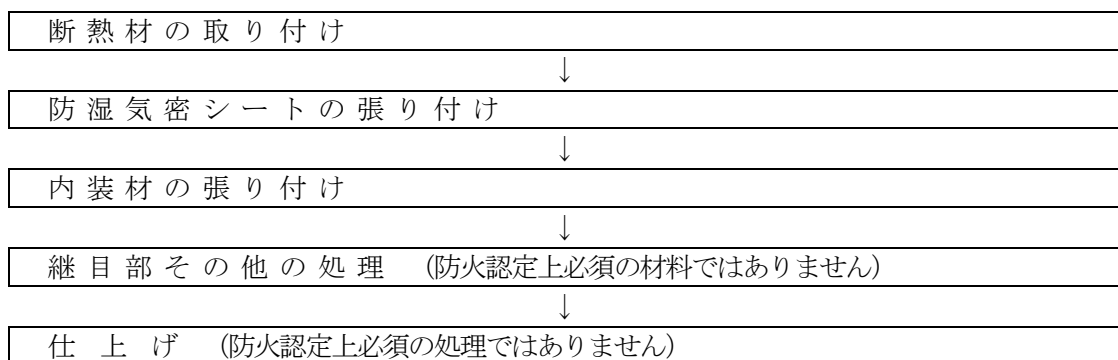 断熱材の取り付け
↓
防湿気密シートの張り付け
↓
内装材の張り付け
↓
継目部その他の処理 (防火認定上必須の材料ではありません)
↓
仕上げ (防火認定上必須の処理ではありません)